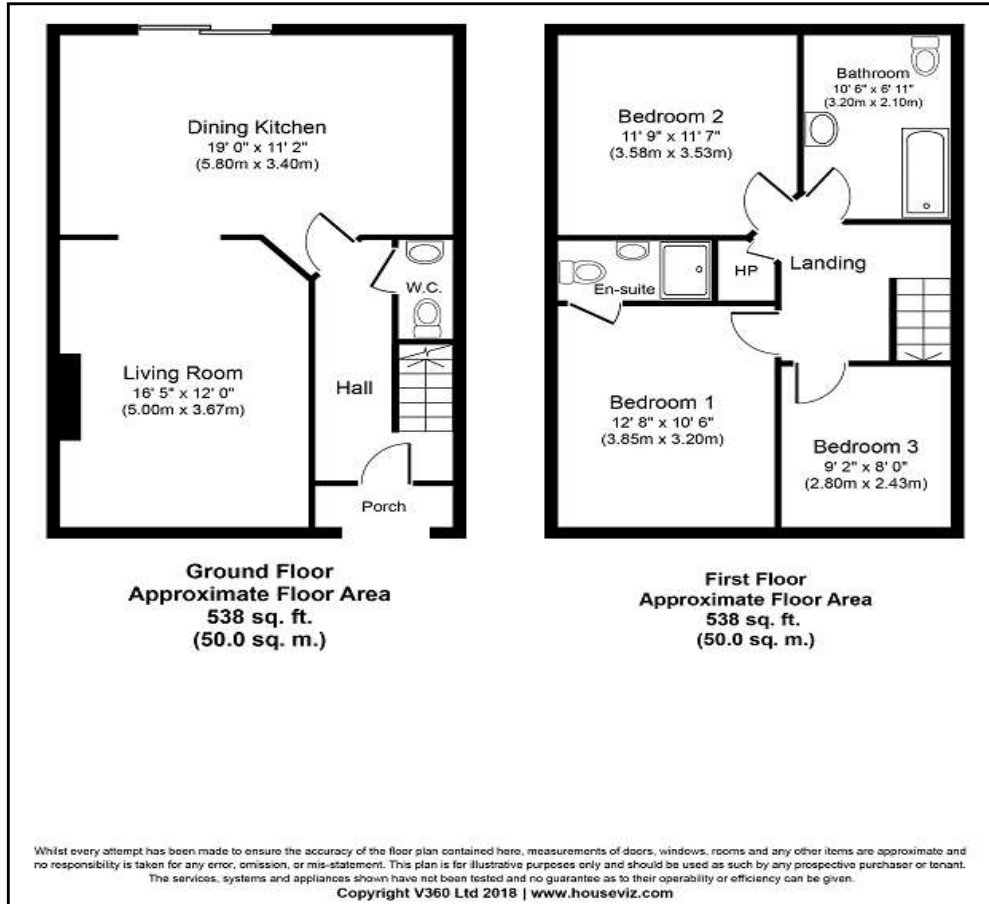 Dining Kitchen
19' 0" x 11' 2"
(5.80m x 3.40m)
W.C.
Living Room
16' 5" x 12' 0"
(5.00m x 3.67m)
Hall
Porch
Ground Floor
Approximate Floor Area
538 sq. ft.
(50.0 sq. m.)
Bathroom
10' 6" x 6' 11"
(3.20m x 2.10m)
Bedroom 2
11' 9" x 11' 7"
(3.58m x 3.53m)
En-suite
HP
Landing
Bedroom 1
12' 8" x 10' 6"
(3.85m x 3.20m)
Bedroom 3
9' 2" x 8' 0"
(2.80m x 2.43m)
First Floor
Approximate Floor Area
538 sq. ft.
(50.0 sq. m.)
Whilst every attempt has been made to ensure the accuracy of the floor plan contained here, measurements of doors, windows, rooms and any other items are approximate and
no responsibility is taken for any error, omission, or mis-statement. This plan is for illustrative purposes only and should be used as such by any prospective purchaser or tenant.
The services, systems and appliances shown have not been tested and no guarantee as to their operability or efficiency can be given.
Copyright V360 Ltd 2018 | www.houseviz.com